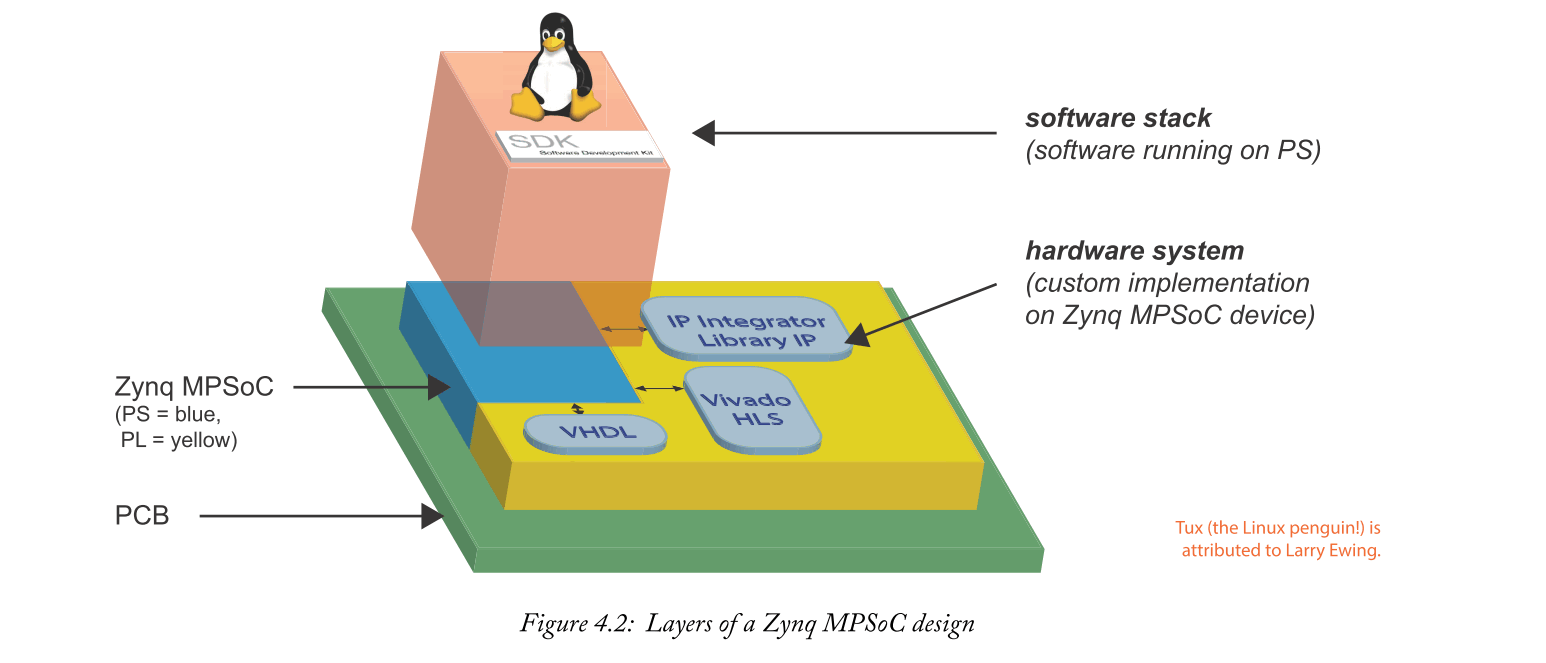 SDK
Software Development Kit
software stack
(software running on PS)
hardware system
(custom implementation
on Zynq MPSoC device)
IP Integrator
Library IP
Vivado
HLS
VHDL
Zynq MPSoC
(PS = blue,
PL = yellow)
PCB
Tux (the Linux penguin!) is
attributed to Larry Ewing.
Figure 4.2: Layers of a Zynq MPSoC design